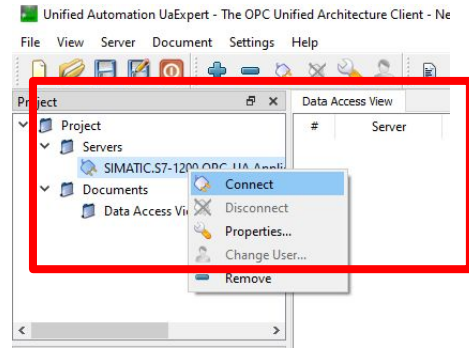 Unified Automation UaExpert - The OPC Unified Architecture Client - Ne
File View Server Document Settings Help
Project
Data Access View
Project
# Server
Servers
SIMATIC.S7-1200.OPC-UA.Appli
Connect
Documents
Disconnect
Data Access Vi
Properties...
Change User...
Remove